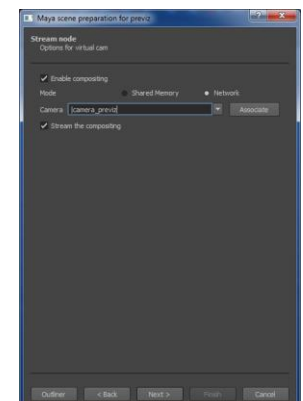 Maya scene preparation for previz
Stream node
Options for virtual cam
Enable compositing
Mode Shared Memory Network
Camera |camera_previz Associate
Stream the compositing
Outliner < Back Next > Finish Cancel